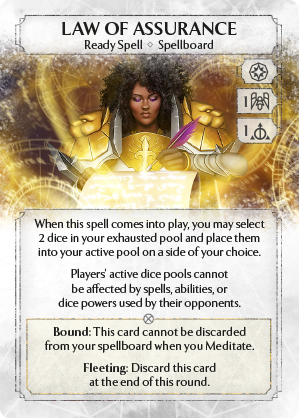 LAW OF ASSURANCE
Ready Spell ◇ Spellboard
1
1
When this spell comes into play, you may select
2 dice in your exhausted pool and place them
into your active pool on a side of your choice.
Players' active dice pools cannot
be affected by spells, abilities, or
dice powers used by their opponents.
Bound: This card cannot be discarded
from your spellboard when you Meditate.
Fleeting: Discard this card
at the end of this round.